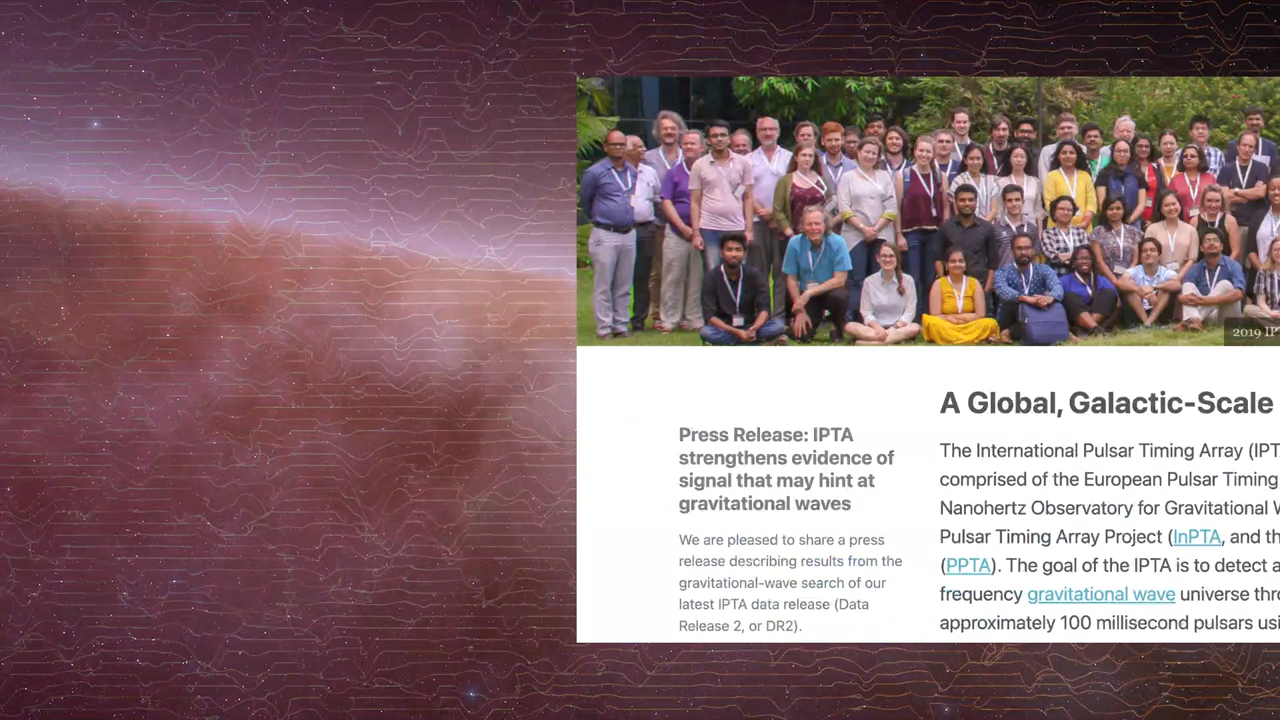 2019 IP
Press Release: IPTA
strengthens evidence of
signal that may hint at
gravitational waves
We are pleased to share a press
release describing results from the
gravitational-wave search of our
latest IPTA data release (Data
Release 2, or DR2).
A Global, Galactic-Scale
The International Pulsar Timing Array (IPT
comprised of the European Pulsar Timing
Nanohertz Observatory for Gravitational W
Pulsar Timing Array Project (InPTA, and th
(PPTA). The goal of the IPTA is to detect a
frequency gravitational wave universe thro
approximately 100 millisecond pulsars usi